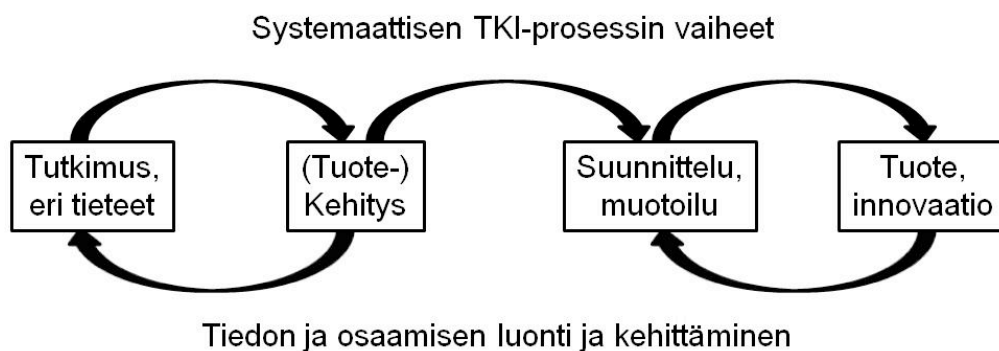 Systemaattisen TKI-prosessin vaiheet
Tutkimus,
eri tieteet
(Tuote-)
Kehitys
Suunnittelu,
muotoilu
Tuote,
innovaatio
Tiedon ja osaamisen luonti ja kehittäminen